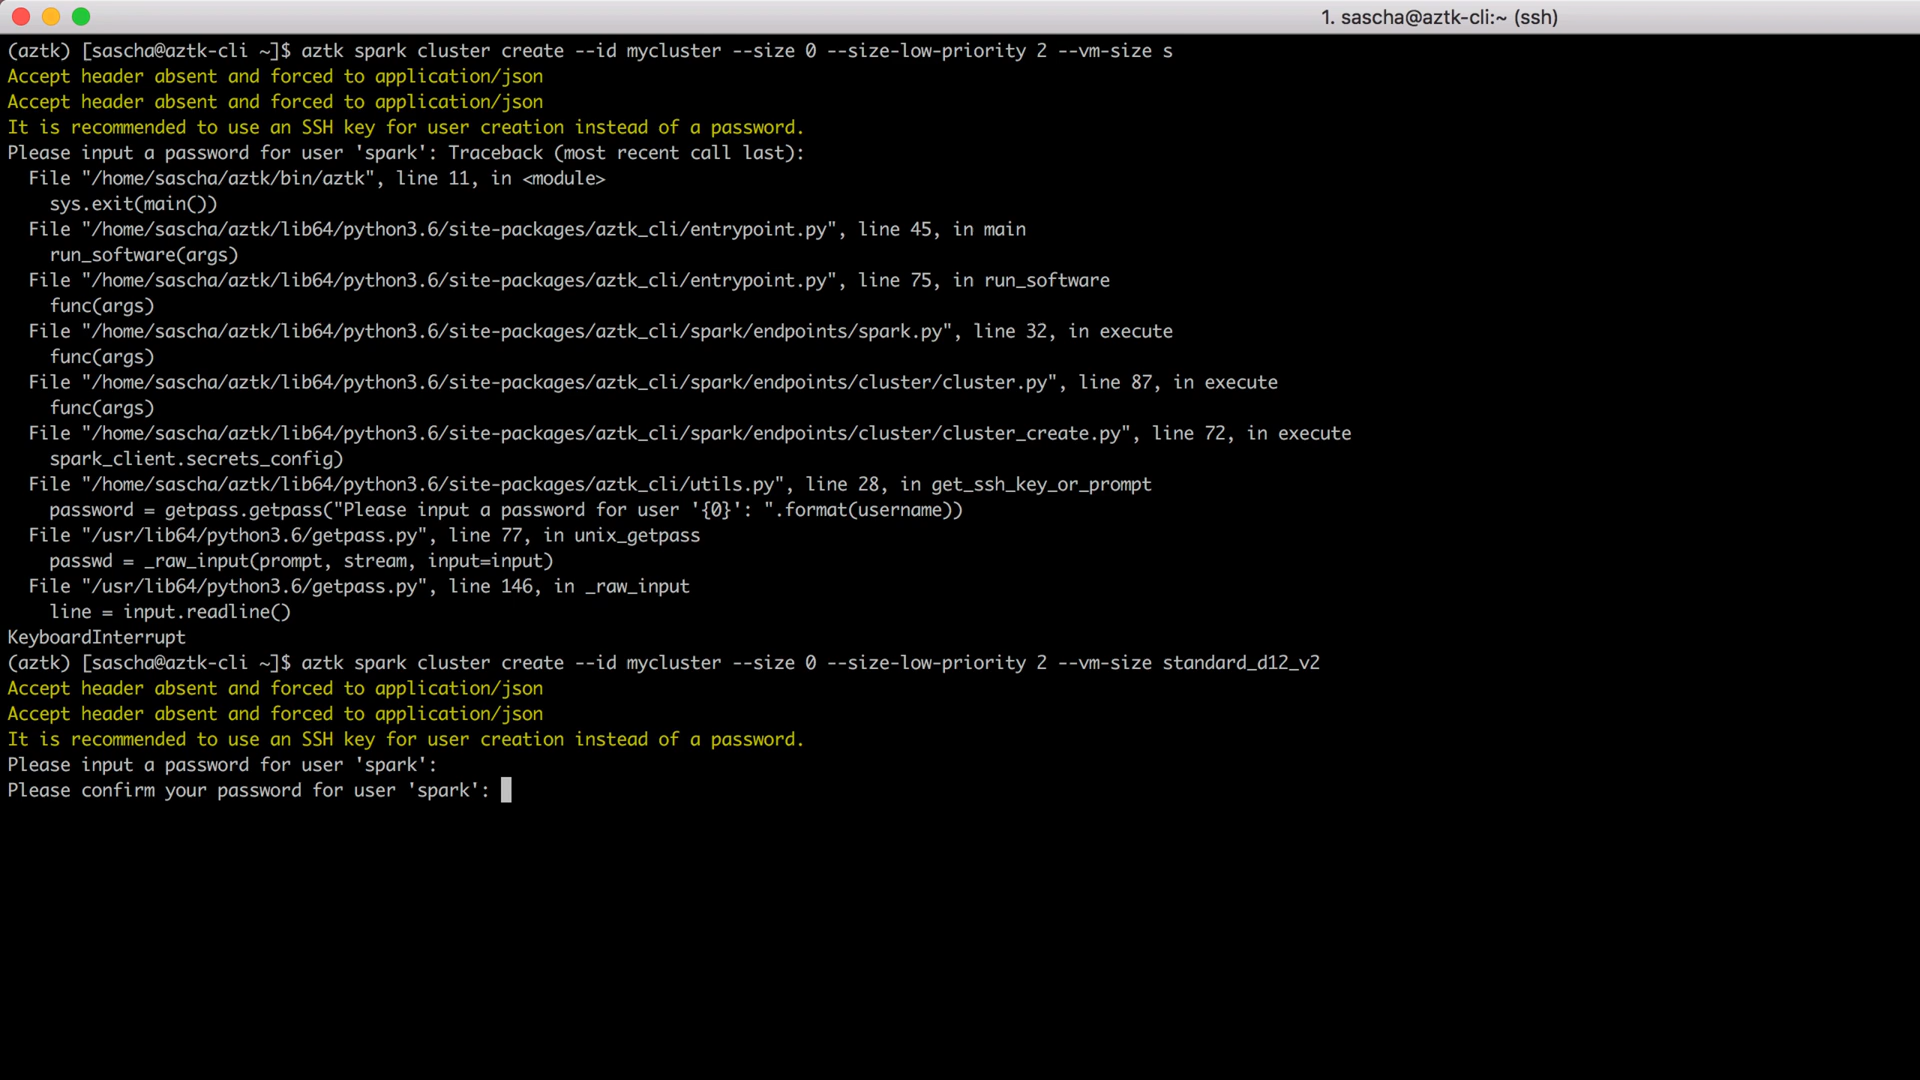 1. sascha@aztk-cli:~ (ssh)
(aztk) [sascha@aztk-cli ~]$ aztk spark cluster create --id mycluster --size 0 --size-low-priority 2 --vm-size s
Accept header absent and forced to application/json
Accept header absent and forced to application/json
It is recommended to use an SSH key for user creation instead of a password.
Please input a password for user 'spark': Traceback (most recent call last):
  File "/home/sascha/aztk/bin/aztk", line 11, in <module>
    sys.exit(main())
  File "/home/sascha/aztk/lib64/python3.6/site-packages/aztk_cli/entrypoint.py", line 45, in main
    run_software(args)
  File "/home/sascha/aztk/lib64/python3.6/site-packages/aztk_cli/entrypoint.py", line 75, in run_software
    func(args)
  File "/home/sascha/aztk/lib64/python3.6/site-packages/aztk_cli/spark/endpoints/spark.py", line 32, in execute
    func(args)
  File "/home/sascha/aztk/lib64/python3.6/site-packages/aztk_cli/spark/endpoints/cluster/cluster.py", line 87, in execute
    func(args)
  File "/home/sascha/aztk/lib64/python3.6/site-packages/aztk_cli/spark/endpoints/cluster/cluster_create.py", line 72, in execute
    spark_client.secrets_config)
  File "/home/sascha/aztk/lib64/python3.6/site-packages/aztk_cli/utils.py", line 28, in get_ssh_key_or_prompt
    password = getpass.getpass("Please input a password for user '{0}': ".format(username))
  File "/usr/lib64/python3.6/getpass.py", line 77, in unix_getpass
    passwd = _raw_input(prompt, stream, input=input)
  File "/usr/lib64/python3.6/getpass.py", line 146, in _raw_input
    line = input.readline()
KeyboardInterrupt
(aztk) [sascha@aztk-cli ~]$ aztk spark cluster create --id mycluster --size 0 --size-low-priority 2 --vm-size standard_d12_v2
Accept header absent and forced to application/json
Accept header absent and forced to application/json
It is recommended to use an SSH key for user creation instead of a password.
Please input a password for user 'spark':
Please confirm your password for user 'spark':